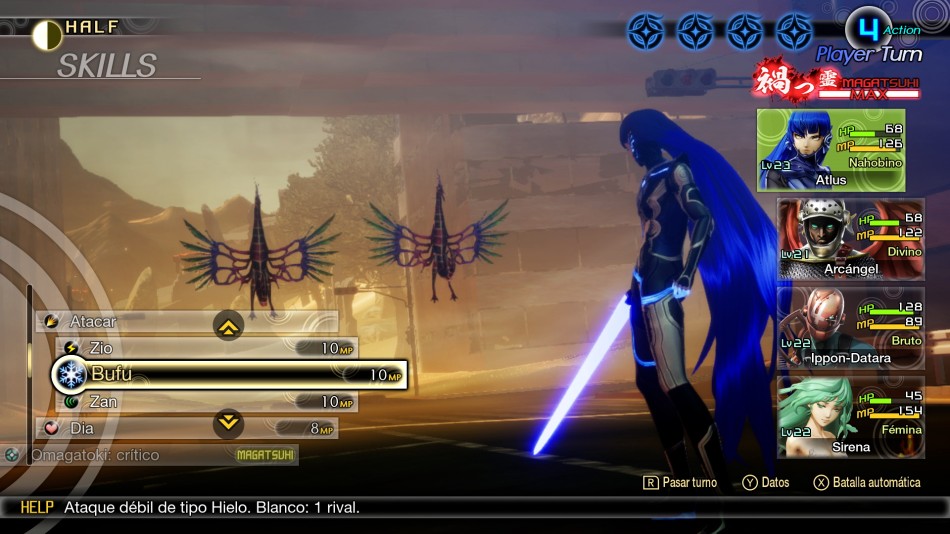 HALF
SKILLS
4 Action
Player Turn
禍つ霊 MAGATSUHI
MAX
HP 68
MP 126
Lv23 Nahobino
Atlus
HP 68
MP 122
Lv21 Divino
Arcángel
HP 128
MP 89
Lv22 Bruto
Ippon-Datara
HP 45
MP 154
Lv22 Fémina
Sirena
Atacar
Zio 10MP
Bufu 10MP
Zan 10MP
Dia 8MP
Omagatoki: crítico MAGATSUHI
R Pasar turno Y Datos X Batalla automática
HELP Ataque débil de tipo Hielo. Blanco: 1 rival.